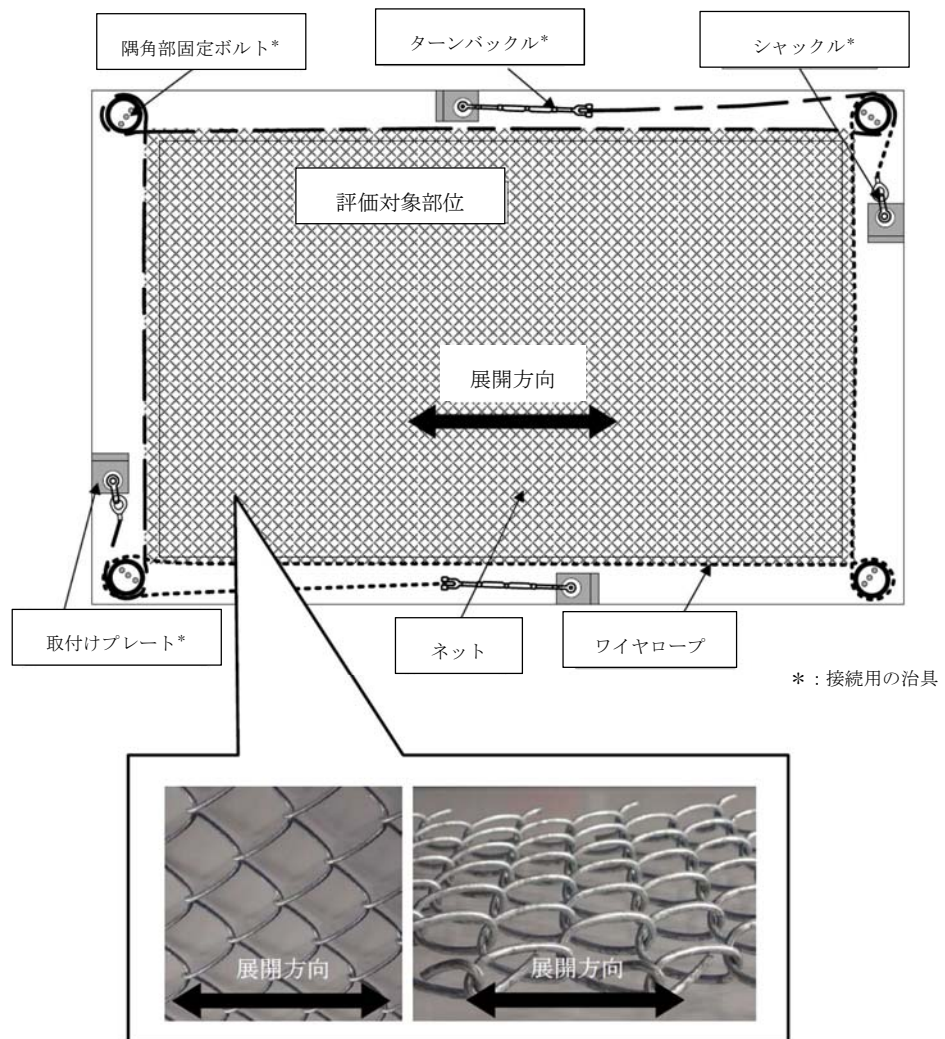 隅角部固定ボルト*
ターンバックル*
シャックル*
評価対象部位
展開方向
取付けプレート*
ネット
ワイヤロープ
＊：接続用の治具
展開方向
展開方向